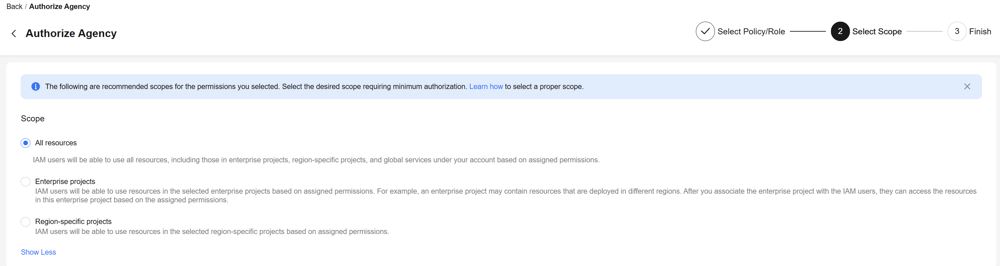 Back / Authorize Agency
Authorize Agency
Select Policy/Role
2 Select Scope
3 Finish
The following are recommended scopes for the permissions you selected. Select the desired scope requiring minimum authorization. Learn how to select a proper scope.
Scope
All resources
IAM users will be able to use all resources, including those in enterprise projects, region-specific projects, and global services under your account based on assigned permissions.
Enterprise projects
IAM users will be able to use resources in the selected enterprise projects based on assigned permissions. For example, an enterprise project may contain resources that are deployed in different regions. After you associate the enterprise project with the IAM users, they can access the resources
in this enterprise project based on the assigned permissions.
Region-specific projects
IAM users will be able to use resources in the selected region-specific projects based on assigned permissions.
Show Less